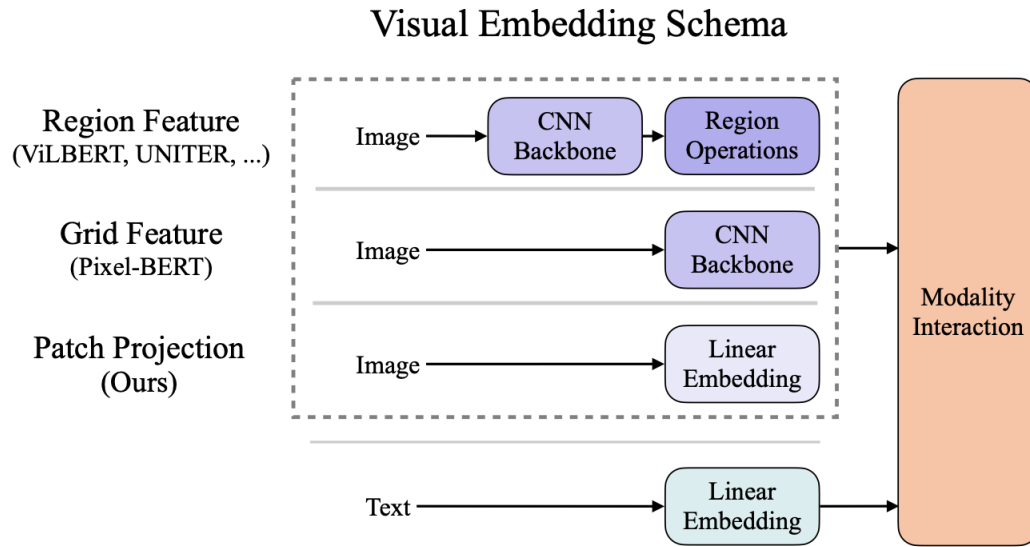 Visual Embedding Schema
Region Feature
(ViLBERT, UNITER, ...)
Image
CNN
Backbone
Region
Operations
Grid Feature
(Pixel-BERT)
Image
CNN
Backbone
Patch Projection
(Ours)
Image
Linear
Embedding
Text
Linear
Embedding
Modality
Interaction